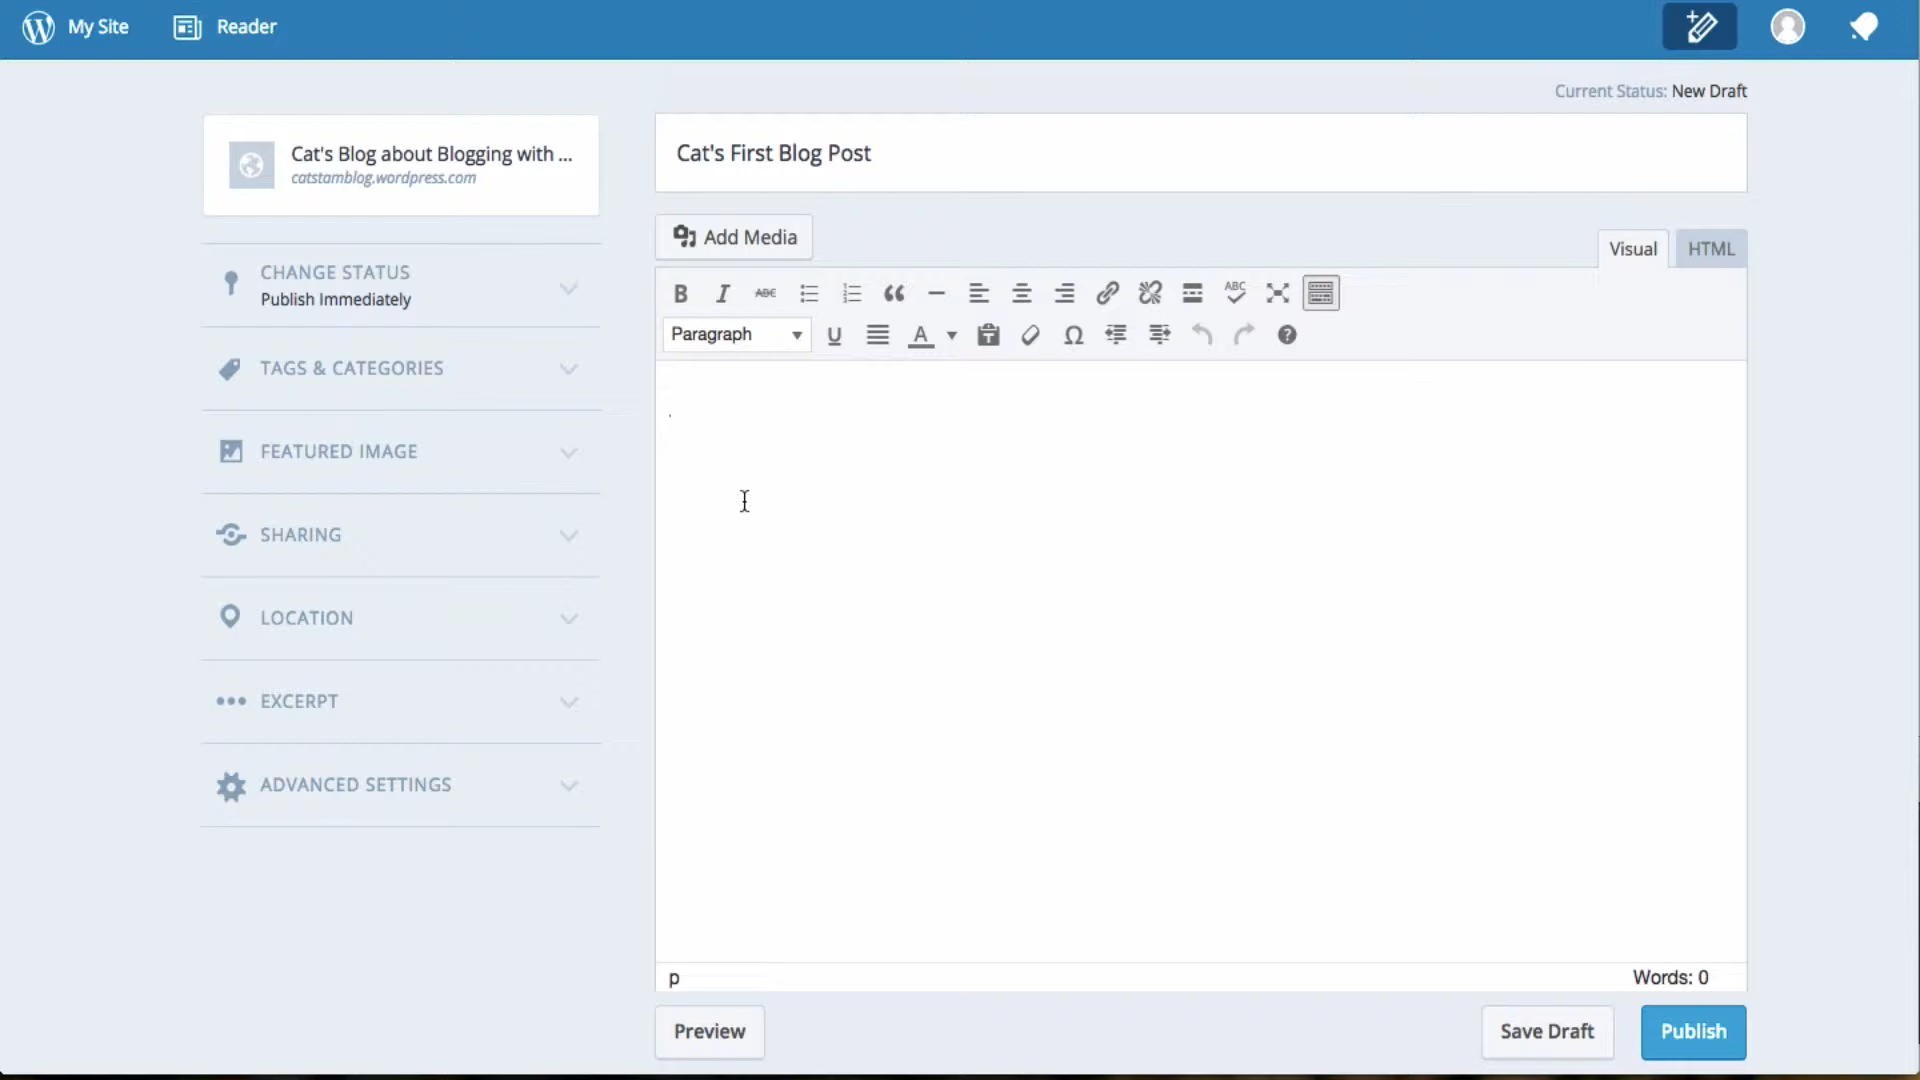 My Site
Reader
Current Status: New Draft
Cat's Blog about Blogging with ...
catstamblog.wordpress.com
CHANGE STATUS
Publish Immediately
TAGS & CATEGORIES
FEATURED IMAGE
SHARING
LOCATION
EXCERPT
ADVANCED SETTINGS
Cat's First Blog Post
Add Media
Visual
HTML
B I ABC ABC
Paragraph U A T Ω ?
p
Words: 0
Preview
Save Draft
Publish